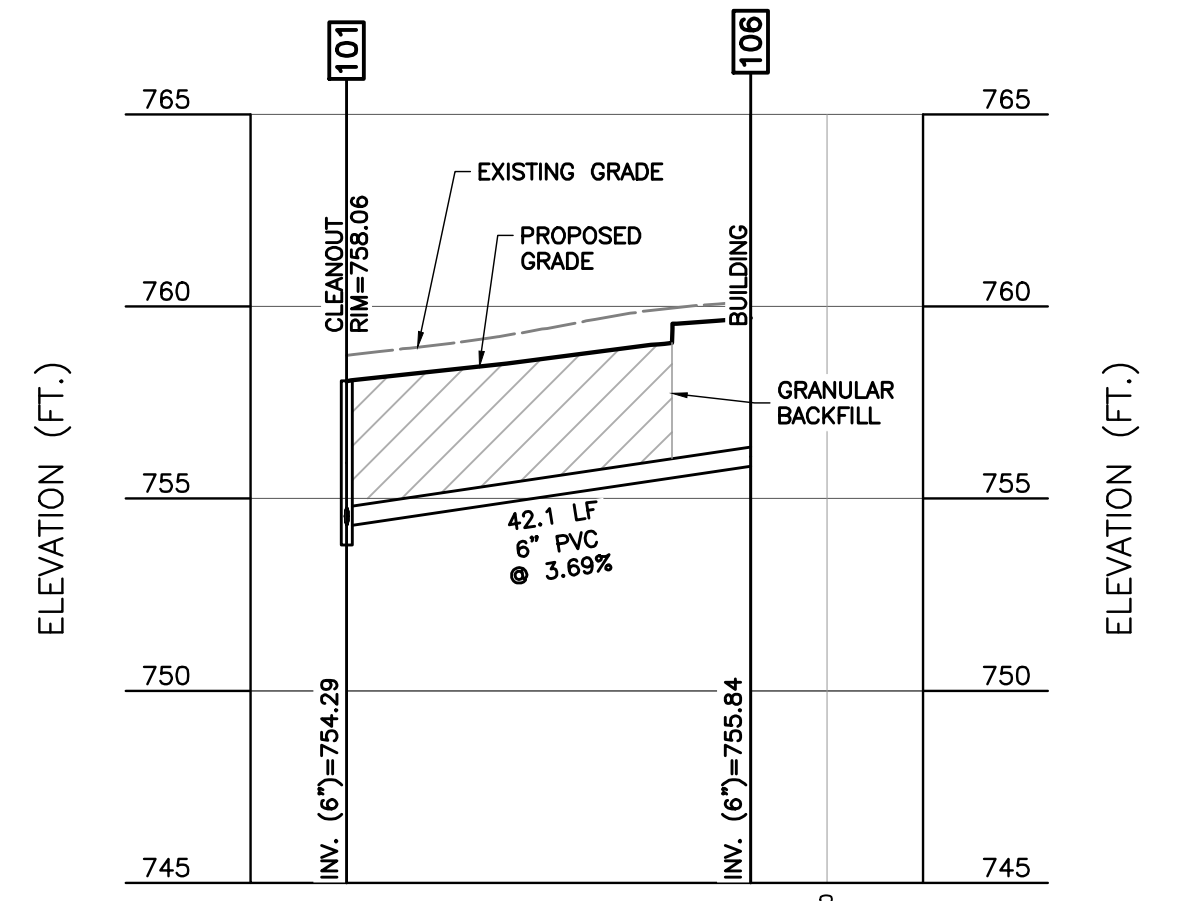 101
106
765
765
EXISTING GRADE
CLEANOUT
RIM=758.06
PROPOSED
GRADE
BUILDING
760
760
ELEVATION (FT.)
ELEVATION (FT.)
GRANULAR
BACKFILL
755
755
42.1 LF
6" PVC
@ 3.69%
750
750
INV. (6")=754.29
INV. (6")=755.84
745
745